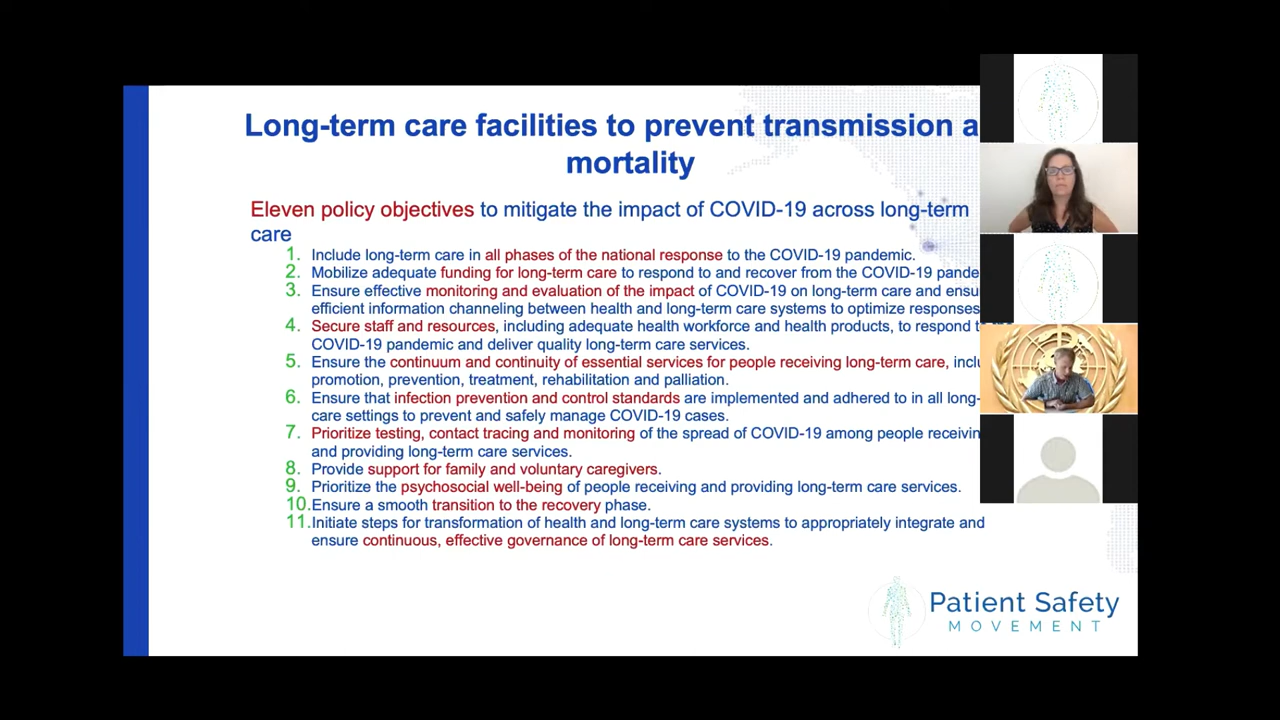 Long-term care facilities to prevent transmission a
mortality
Eleven policy objectives to mitigate the impact of COVID-19 across long-term
care
1. Include long-term care in all phases of the national response to the COVID-19 pandemic.
2. Mobilize adequate funding for long-term care to respond to and recover from the COVID-19 pande
3. Ensure effective monitoring and evaluation of the impact of COVID-19 on long-term care and ensu
efficient information channeling between health and long-term care systems to optimize responses
4. Secure staff and resources, including adequate health workforce and health products, to respond t
COVID-19 pandemic and deliver quality long-term care services.
5. Ensure the continuum and continuity of essential services for people receiving long-term care, inclu
promotion, prevention, treatment, rehabilitation and palliation.
6. Ensure that infection prevention and control standards are implemented and adhered to in all long-
care settings to prevent and safely manage COVID-19 cases.
7. Prioritize testing, contact tracing and monitoring of the spread of COVID-19 among people receivin
and providing long-term care services.
8. Provide support for family and voluntary caregivers.
9. Prioritize the psychosocial well-being of people receiving and providing long-term care services.
10. Ensure a smooth transition to the recovery phase.
11. Initiate steps for transformation of health and long-term care systems to appropriately integrate and
ensure continuous, effective governance of long-term care services.
Patient Safety
MOVEMENT